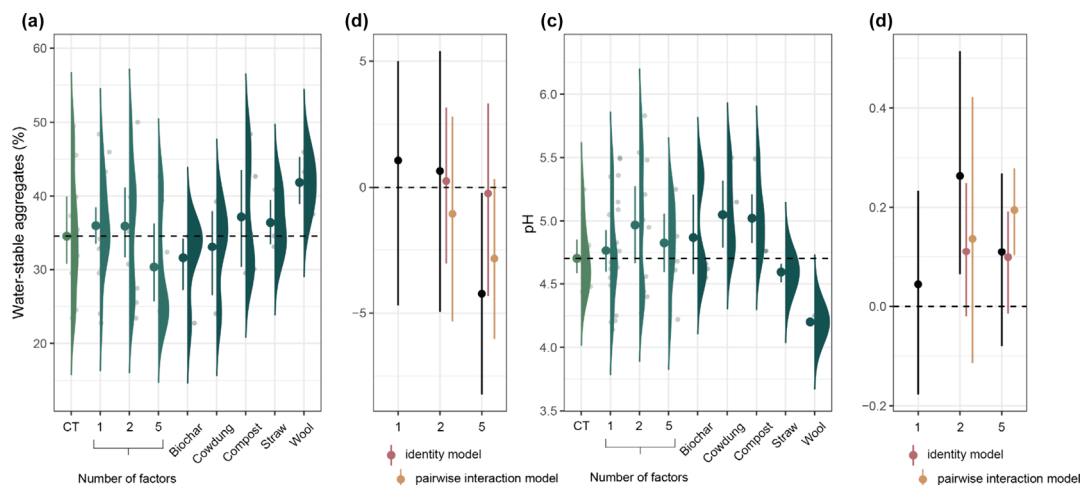 (a)
Water-stable aggregates (%)
60
50
40
30
20
CT
1
2
5
Biochar
Cowdung
Compost
Straw
Wool
Number of factors
(d)
5
0
−5
1
2
5
identity model
pairwise interaction model
(c)
pH
6.0
5.5
5.0
4.5
4.0
3.5
CT
1
2
5
Biochar
Cowdung
Compost
Straw
Wool
Number of factors
(d)
0.4
0.2
0.0
−0.2
1
2
5
identity model
pairwise interaction model